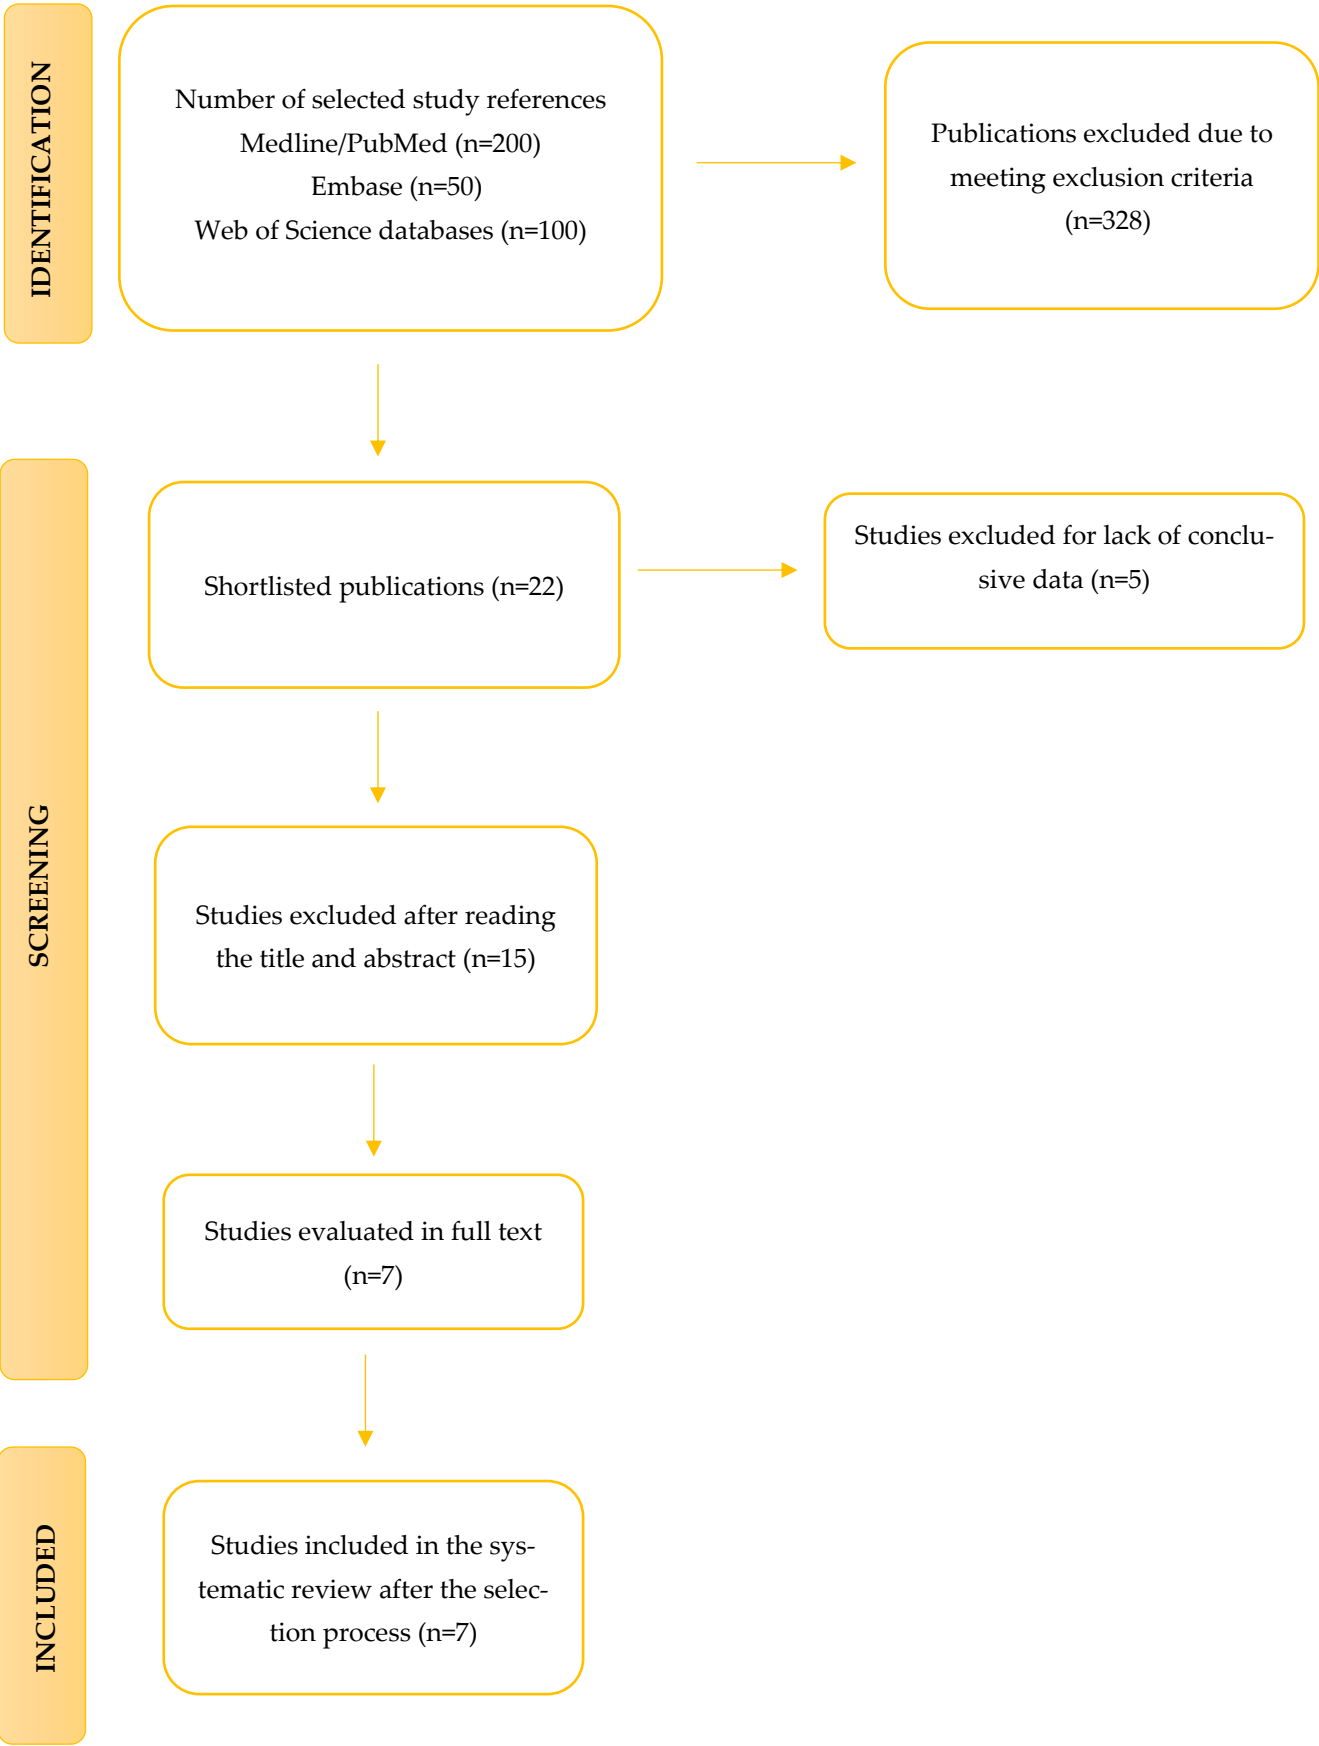 IDENTIFICATION
Number of selected study references
Medline/PubMed (n=200)
Embase (n=50)
Web of Science databases (n=100)
Publications excluded due to
meeting exclusion criteria
(n=328)
SCREENING
Shortlisted publications (n=22)
Studies excluded for lack of conclu-
sive data (n=5)
Studies excluded after reading
the title and abstract (n=15)
Studies evaluated in full text
(n=7)
INCLUDED
Studies included in the sys-
tematic review after the selec-
tion process (n=7)